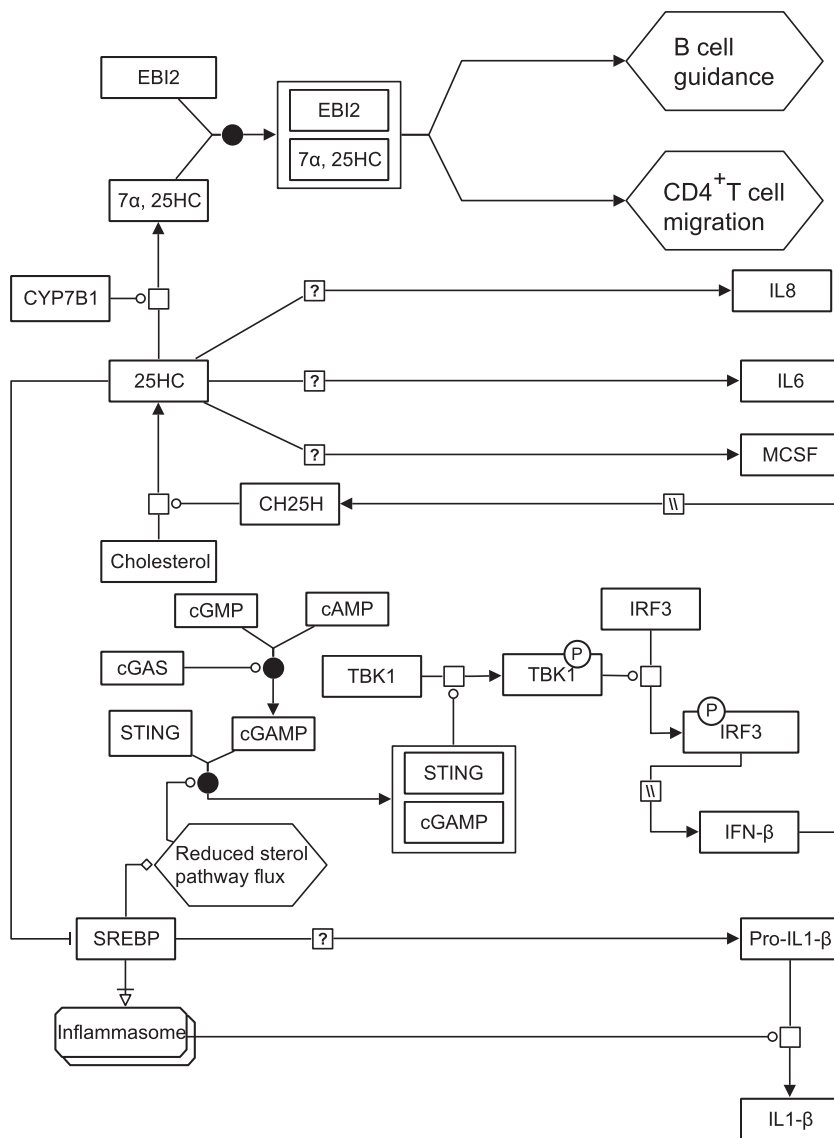 B cell
guidance
EBI2
EBI2
7α, 25HC
7α, 25HC
CD4+T cell
migration
CYP7B1
?
IL8
25HC
?
IL6
?
MCSF
CH25H
\\
Cholesterol
cGMP
cAMP
IRF3
cGAS
TBK1
P
TBK1
STING
cGAMP
P
IRF3
STING
cGAMP
\\
IFN-β
Reduced sterol
pathway flux
SREBP
?
Pro-IL1-β
Inflammasome
IL1-β